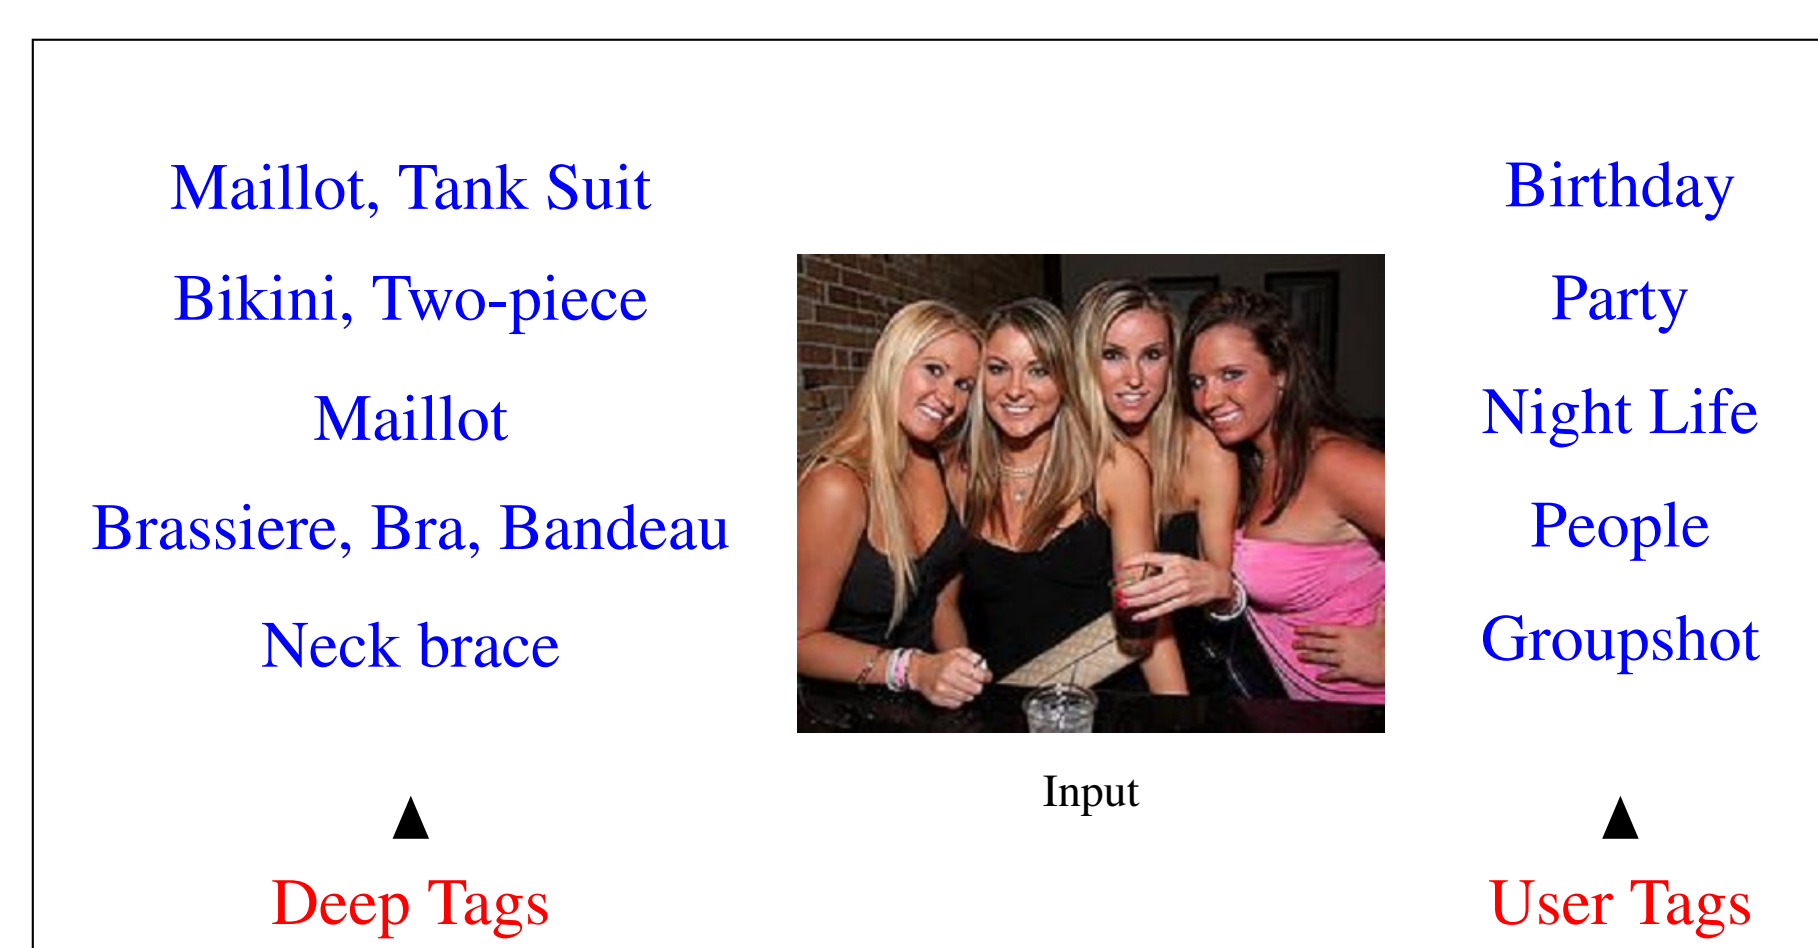 Maillot, Tank Suit
Bikini, Two-piece
Maillot
Brassiere, Bra, Bandeau
Neck brace
Deep Tags
Input
Birthday
Party
Night Life
People
Groupshot
User Tags